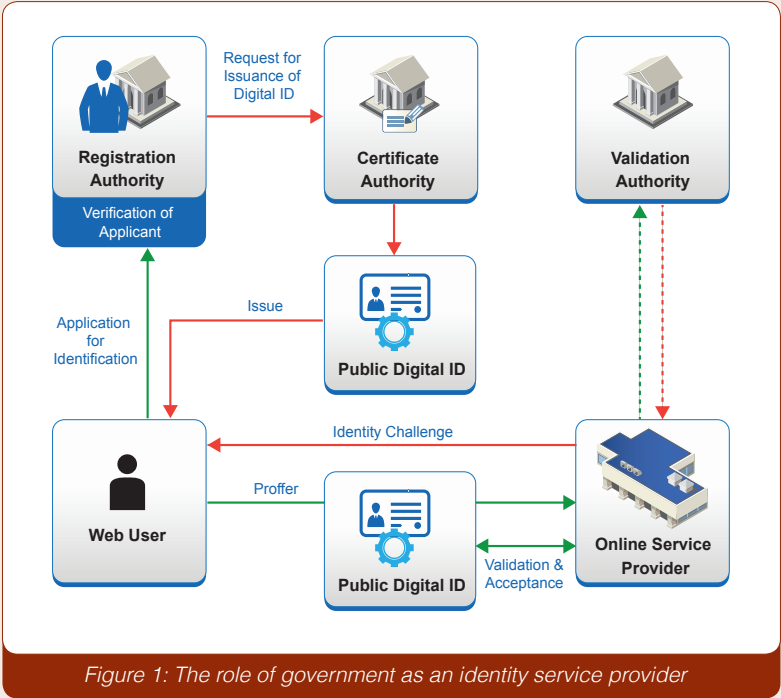 Request for
Issuance of
Digital ID
Registration
Authority
Verification of
Applicant
Certificate
Authority
Validation
Authority
Application
for
Identification
Issue
Public Digital ID
Identity Challenge
Web User
Proffer
Public Digital ID
Validation &
Acceptance
Online Service
Provider
Figure 1: The role of government as an identity service provider